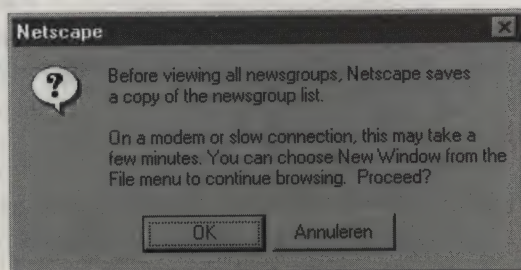 Netscape
Before viewing all newsgroups, Netscape saves
a copy of the newsgroup list.
On a modem or slow connection, this may take a
few minutes. You can choose New Window from the
File menu to continue browsing. Proceed?
OK
Annuleren